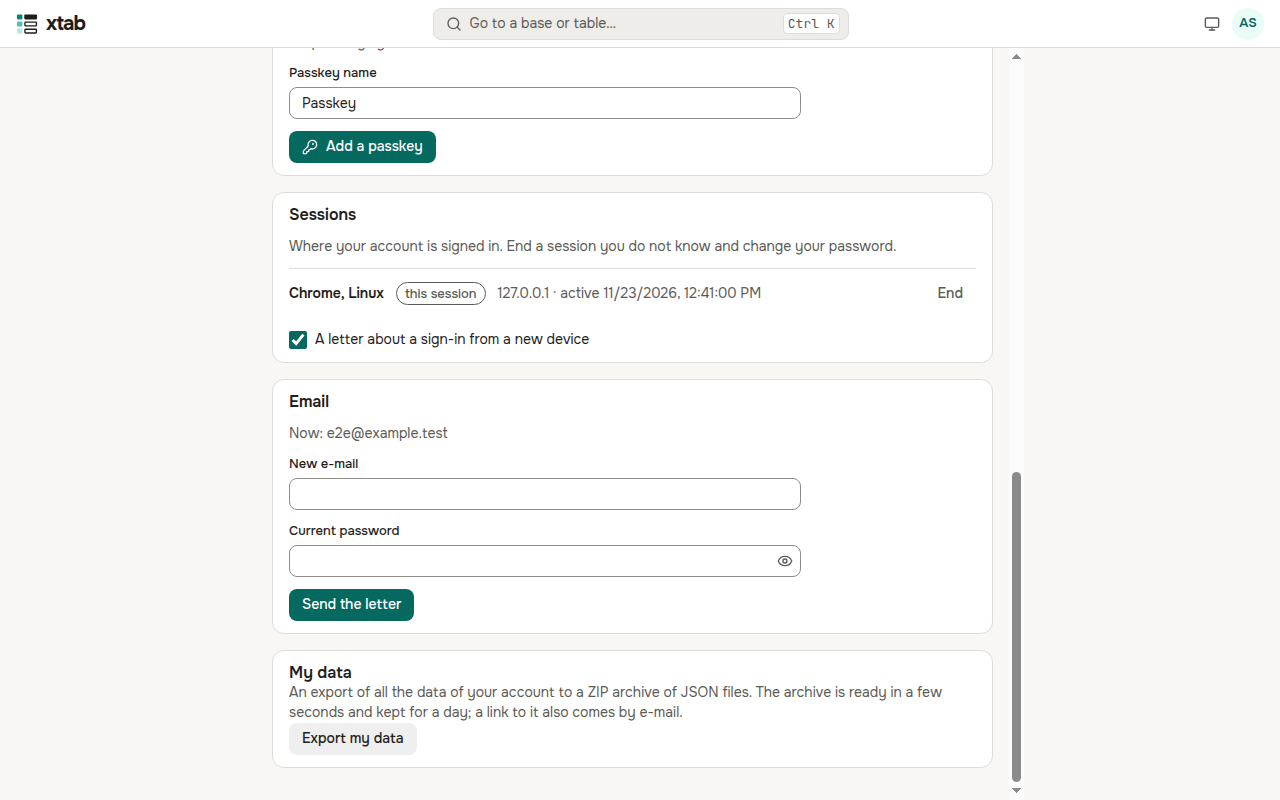 xtab
Go to a base or table...
Ctrl K
AS
Passkey name
Passkey
Add a passkey
Sessions
Where your account is signed in. End a session you do not know and change your password.
Chrome, Linux
this session
127.0.0.1 · active 11/23/2026, 12:41:00 PM
End
A letter about a sign-in from a new device
Email
Now: e2e@example.test
New e-mail
Current password
Send the letter
My data
An export of all the data of your account to a ZIP archive of JSON files. The archive is ready in a few
seconds and kept for a day; a link to it also comes by e-mail.
Export my data